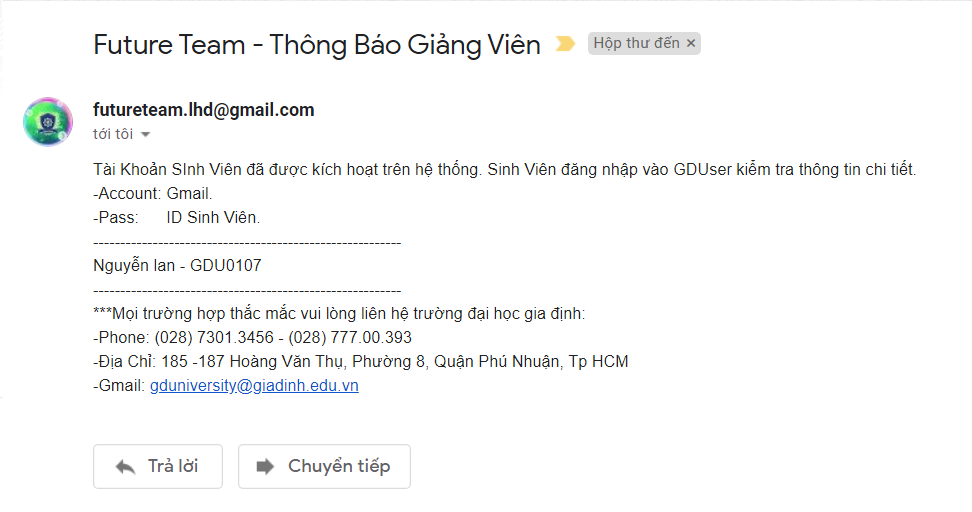 Future Team - Thông Báo Giảng Viên
Hộp thư đến ×
futureteam.lhd@gmail.com
tới tôi
Tài Khoản SInh Viên đã được kích hoạt trên hệ thống. Sinh Viên đăng nhập vào GDUser kiểm tra thông tin chi tiết.
-Account: Gmail.
-Pass: ID Sinh Viên.
--------------------------------------------------------
Nguyễn lan - GDU0107
--------------------------------------------------------
***Mọi trường hợp thắc mắc vui lòng liên hệ trường đại học gia định:
-Phone: (028) 7301.3456 - (028) 777.00.393
-Địa Chỉ: 185 -187 Hoàng Văn Thụ, Phường 8, Quận Phú Nhuận, Tp HCM
-Gmail: gduniversity@giadinh.edu.vn
Trả lời
Chuyển tiếp